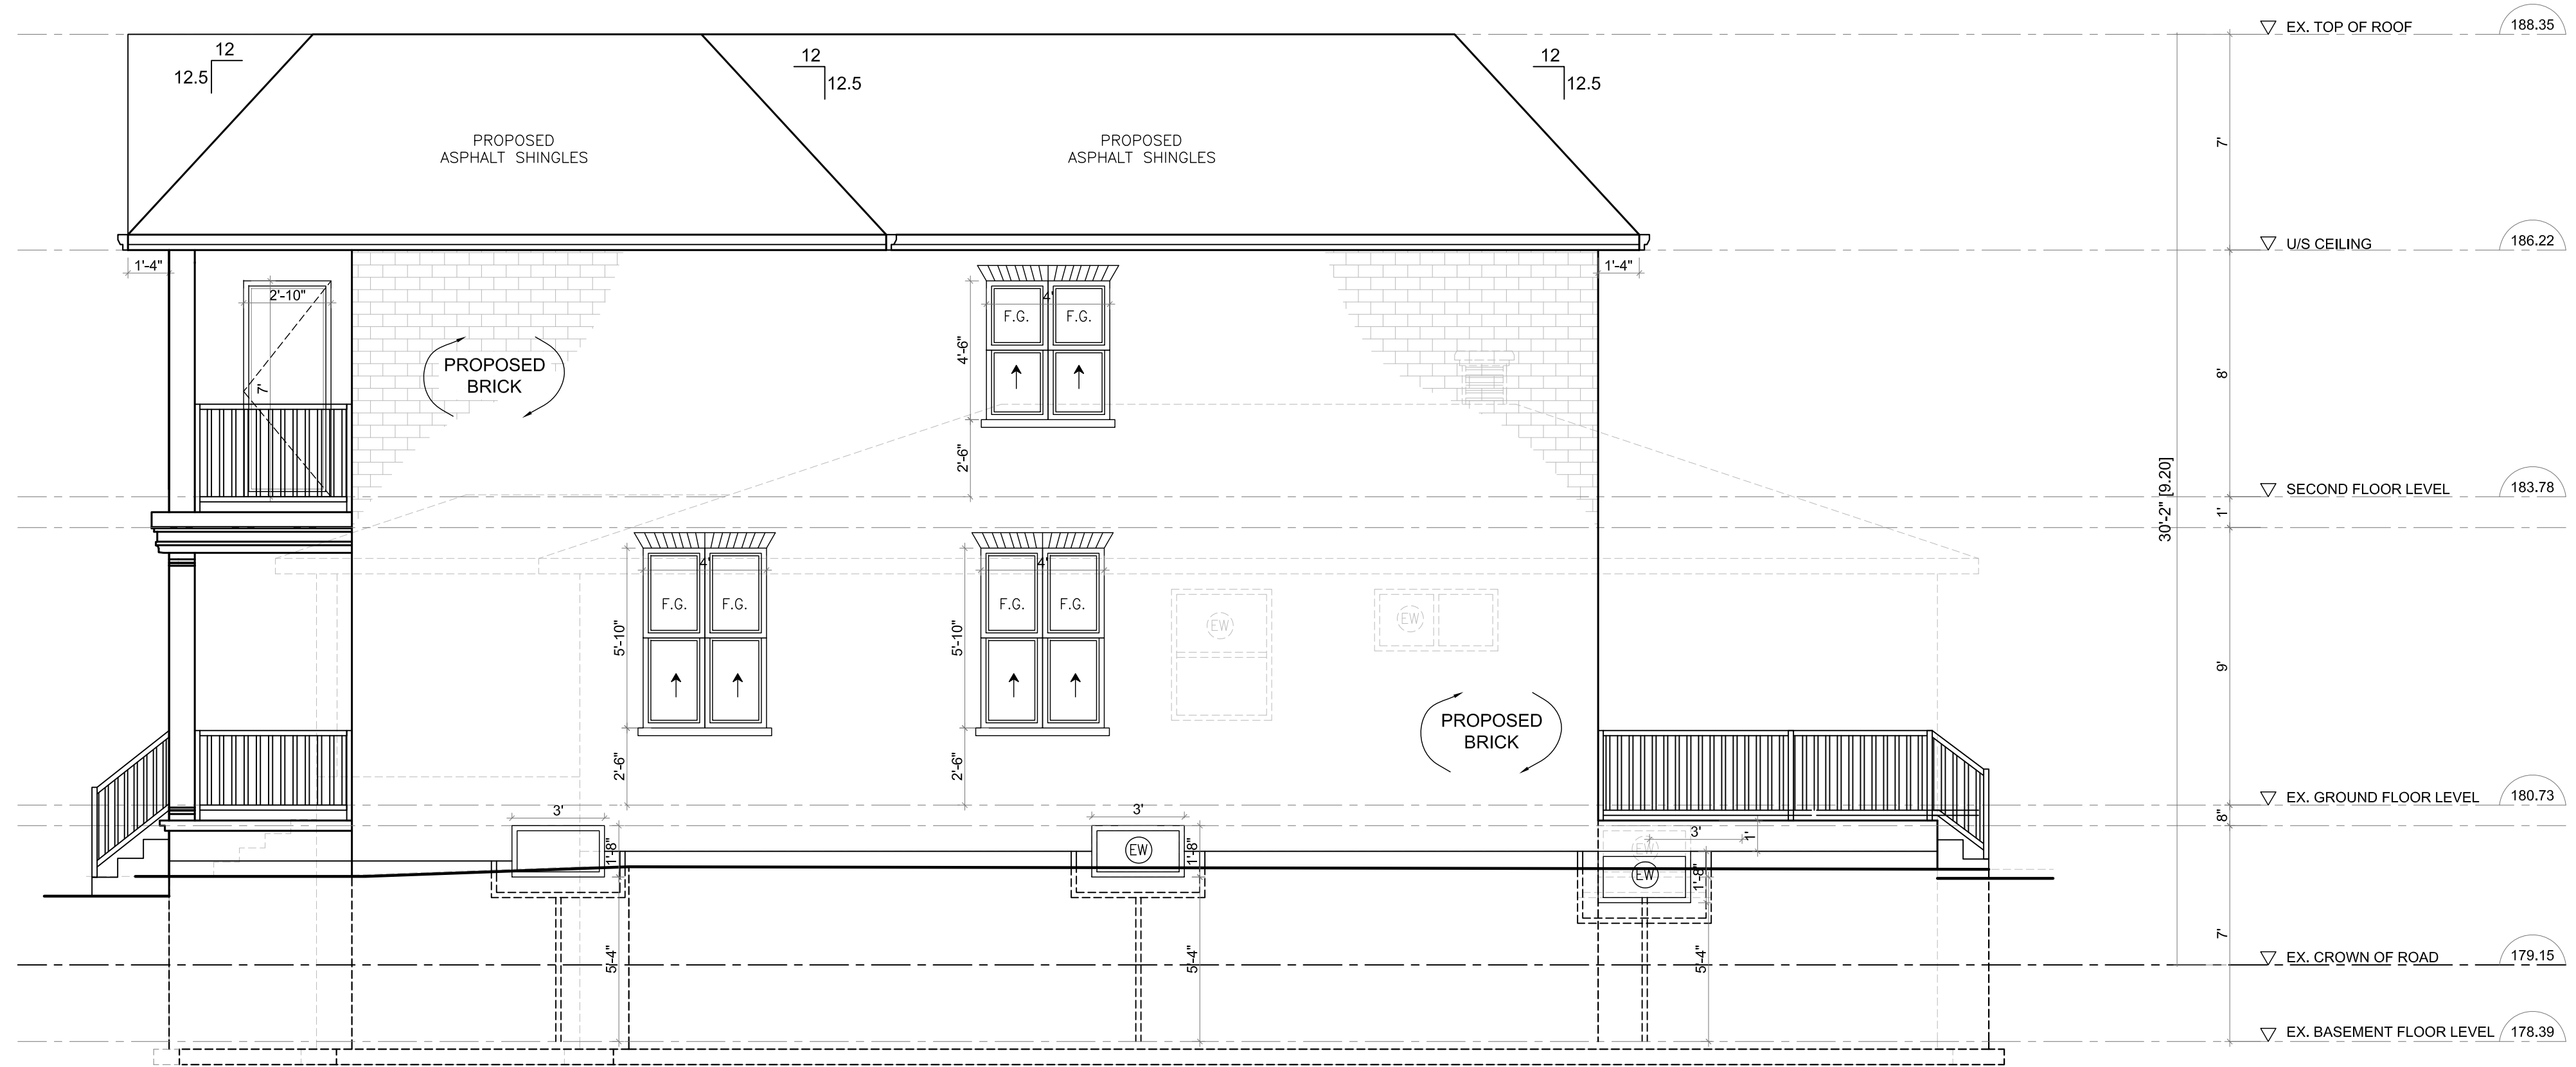 EX. TOP OF ROOF 188.35
12
12.5
12
12.5
12
12.5
PROPOSED
ASPHALT SHINGLES
PROPOSED
ASPHALT SHINGLES
7'
U/S CEILING 186.22
1'-4"
1'-4"
2'-10"
7'
4'
F.G. F.G.
4'-6"
2'-6"
PROPOSED
BRICK
8'
30'-2" [9.20]
SECOND FLOOR LEVEL 183.78
1'
4'
F.G. F.G.
5'-10"
2'-6"
4'
F.G. F.G.
5'-10"
2'-6"
EW
EW
9'
PROPOSED
BRICK
EX. GROUND FLOOR LEVEL 180.73
8"
3'
1'-8"
3'
EW
1'-8"
3'
1'
EW
EW
1'-8"
5'-4"
5'-4"
5'-4"
7'
EX. CROWN OF ROAD 179.15
EX. BASEMENT FLOOR LEVEL 178.39